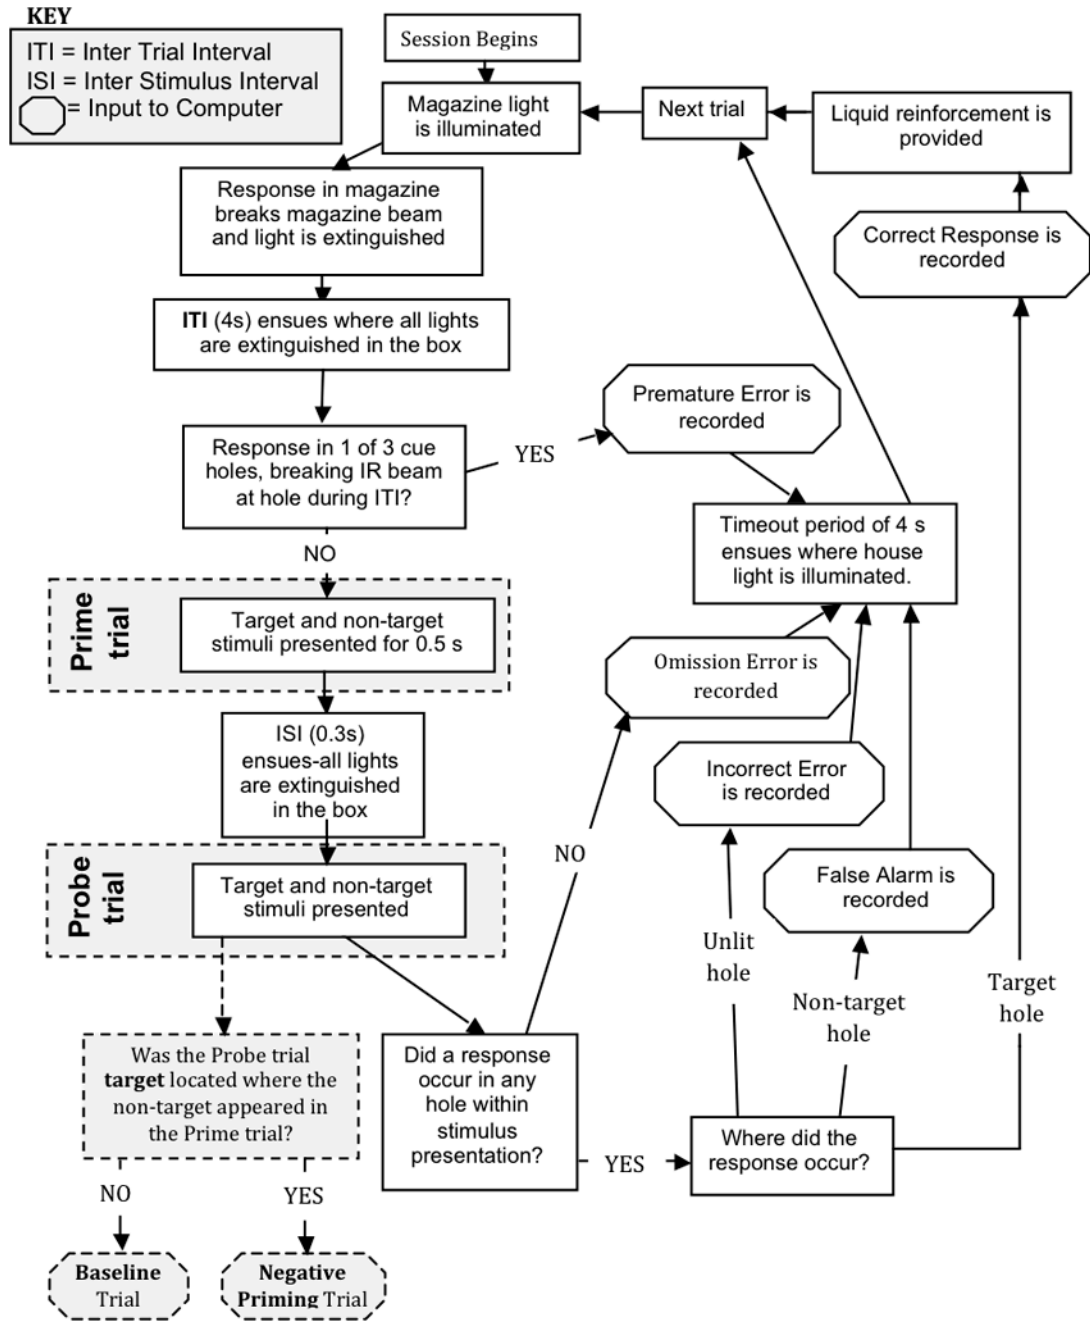 KEY
ITI = Inter Trial Interval
ISI = Inter Stimulus Interval
= Input to Computer
Session Begins
Magazine light
is illuminated
Next trial
Liquid reinforcement is
provided
Response in magazine
breaks magazine beam
and light is extinguished
Correct Response is
recorded
ITI (4s) ensues where all lights
are extinguished in the box
Premature Error is
recorded
Response in 1 of 3 cue
holes, breaking IR beam
at hole during ITI?
YES
NO
Timeout period of 4 s
ensues where house
light is illuminated.
Prime
trial
Target and non-target
stimuli presented for 0.5 s
Omission Error is
recorded
ISI (0.3s)
ensues-all lights
are extinguished
in the box
Incorrect Error
is recorded
NO
Probe
trial
Target and non-target
stimuli presented
False Alarm is
recorded
Unlit
hole
Non-target
hole
Target
hole
Was the Probe trial
target located where the
non-target appeared in
the Prime trial?
Did a response
occur in any
hole within
stimulus
presentation?
YES
Where did the
response occur?
NO
YES
Baseline
Trial
Negative
Priming Trial